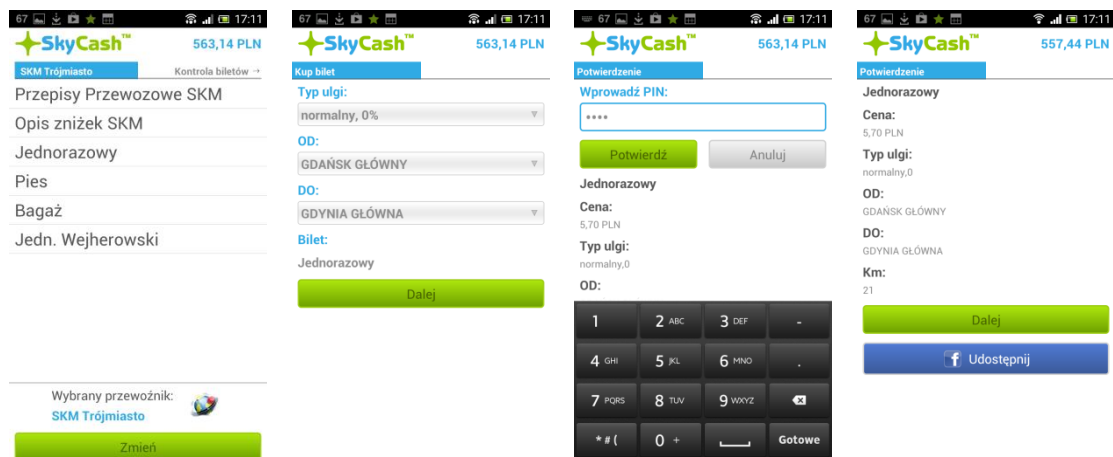 67 17:11
SkyCash™ 563,14 PLN
SKM Trójmiasto Kontrola biletów →
Przepisy Przewozowe SKM
Opis zniżek SKM
Jednorazowy
Pies
Bagaż
Jedn. Wejherowski
Wybrany przewoźnik:
SKM Trójmiasto
Zmień
67 17:11
SkyCash™ 563,14 PLN
Kup bilet
Typ ulgi:
normalny, 0%
OD:
GDAŃSK GŁÓWNY
DO:
GDYNIA GŁÓWNA
Bilet:
Jednorazowy
Dalej
67 17:11
SkyCash™ 563,14 PLN
Potwierdzenie
Wprowadź PIN:
••••
Potwierdź Anuluj
Jednorazowy
Cena:
5,70 PLN
Typ ulgi:
normalny,0
OD:
1 2 ABC 3 DEF -
4 GHI 5 JKL 6 MNO .
7 PQRS 8 TUV 9 WXYZ
* # ( 0 + Gotowe
67 17:11
SkyCash™ 557,44 PLN
Potwierdzenie
Jednorazowy
Cena:
5,70 PLN
Typ ulgi:
normalny,0
OD:
GDAŃSK GŁÓWNY
DO:
GDYNIA GŁÓWNA
Km:
21
Dalej
f Udostępnij